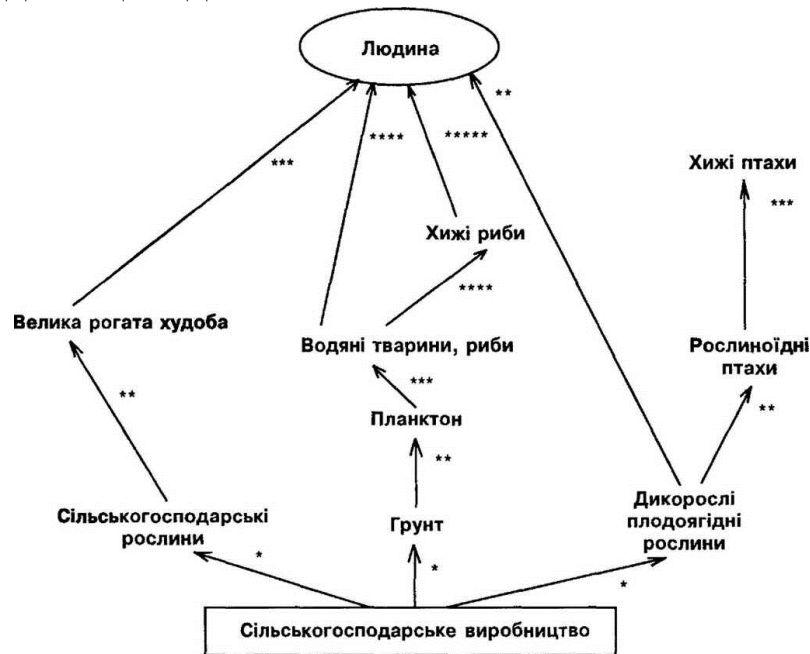 Людина
**
****
*****
***
Хижі птахи
***
Хижі риби
****
Велика рогата худоба
Водяні тварини, риби
Рослиноїдні
птахи
***
**
**
Планктон
**
Сільськогосподарські
рослини
Грунт
Дикорослі
плодоягідні
рослини
*
*
*
Сільськогосподарське виробництво